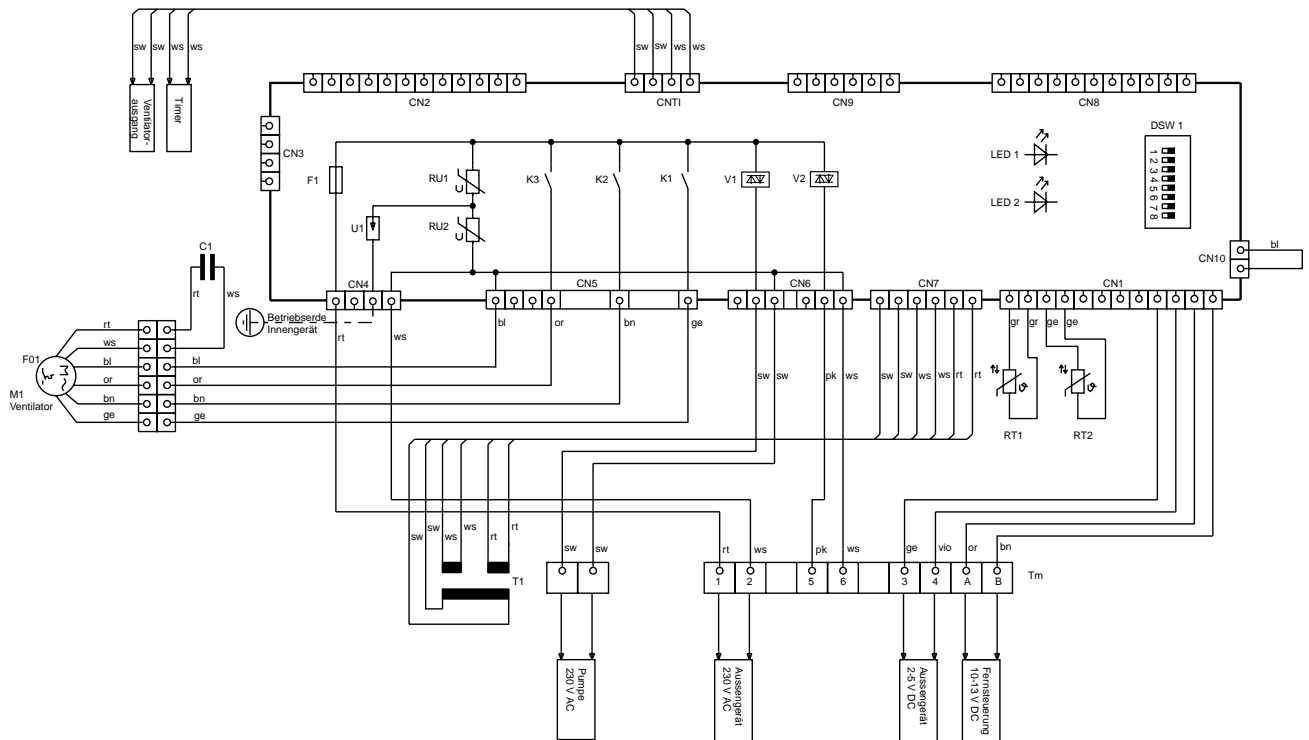 sw sw ws ws
sw sw ws ws
Ventilator-
ausgang
Timer
CN2
CNTI
CN9
CN8
CN3
DSW 1
1 2 3 4 5 6 7 8
LED 1
LED 2
F1
RU1
K3
K2
K1
V1
V2
U1
RU2
C1
bl
CN10
CN4
CN5
CN6
CN7
CN1
rt
ws
Betriebserde
Innengerät
rt
ws
bl
or
bn
ge
gr gr ge ge
rt
ws
F01
bl
bl
M
or
or
M1
Ventilator
bn
bn
ge
ge
sw sw
pk ws
sw sw ws ws rt rt
RT1
RT2
sw sw ws ws rt rt
T1
sw
sw
rt
ws
pk
ws
ge
vio
or
bn
1
2
5
6
3
4
A
B
Tm
Pumpe
230 V AC
Aussengerät
230 V AC
Aussengerät
2-5 V DC
Fernsteuerung
10-13 V DC